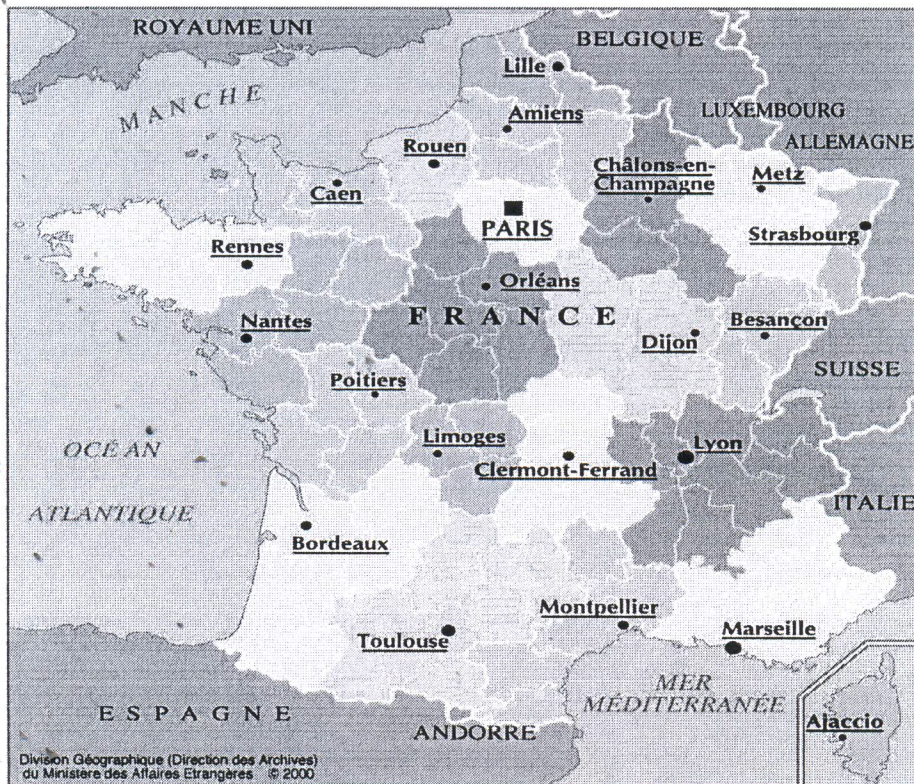 ROYAUME UNI
BELGIQUE
Lille
MANCHE
LUXEMBOURG
Amiens
ALLEMAGNE
Rouen
Châlons-en-
Champagne
Metz
Caen
PARIS
Strasbourg
Rennes
Orléans
FRANCE
Nantes
Besançon
Dijon
SUISSE
Poitiers
Limoges
Lyon
OCÉAN
Clermont-Ferrand
ITALIE
ATLANTIQUE
Bordeaux
Montpellier
Toulouse
Marseille
MER
MÉDITERRANÉE
ESPAGNE
Ajaccio
ANDORRE
Division Géographique (Direction des Archives)
du Ministère des Affaires Etrangères © 2000